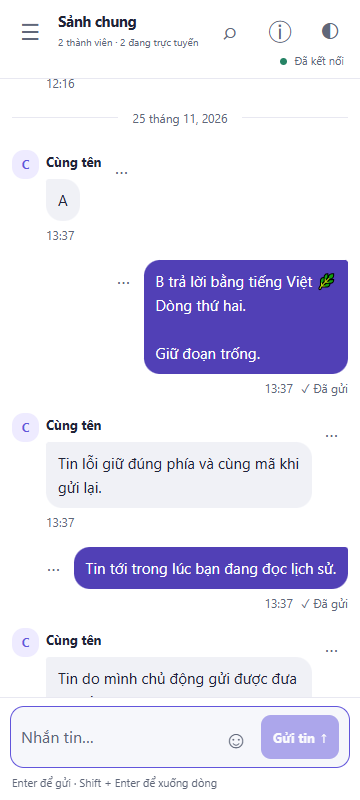 Sảnh chung
2 thành viên · 2 đang trực tuyến
Đã kết nối
12:16
25 tháng 11, 2026
C
Cùng tên
...
A
13:37
...
B trả lời bằng tiếng Việt 🌿
Dòng thứ hai.
Giữ đoạn trống.
13:37 ✓ Đã gửi
C
Cùng tên
...
Tin lỗi giữ đúng phía và cùng mã khi
gửi lại.
13:37
...
Tin tới trong lúc bạn đang đọc lịch sử.
13:37 ✓ Đã gửi
C
Cùng tên
...
Tin do mình chủ động gửi được đưa
Nhắn tin...
Gửi tin ↑
Enter để gửi · Shift + Enter để xuống dòng